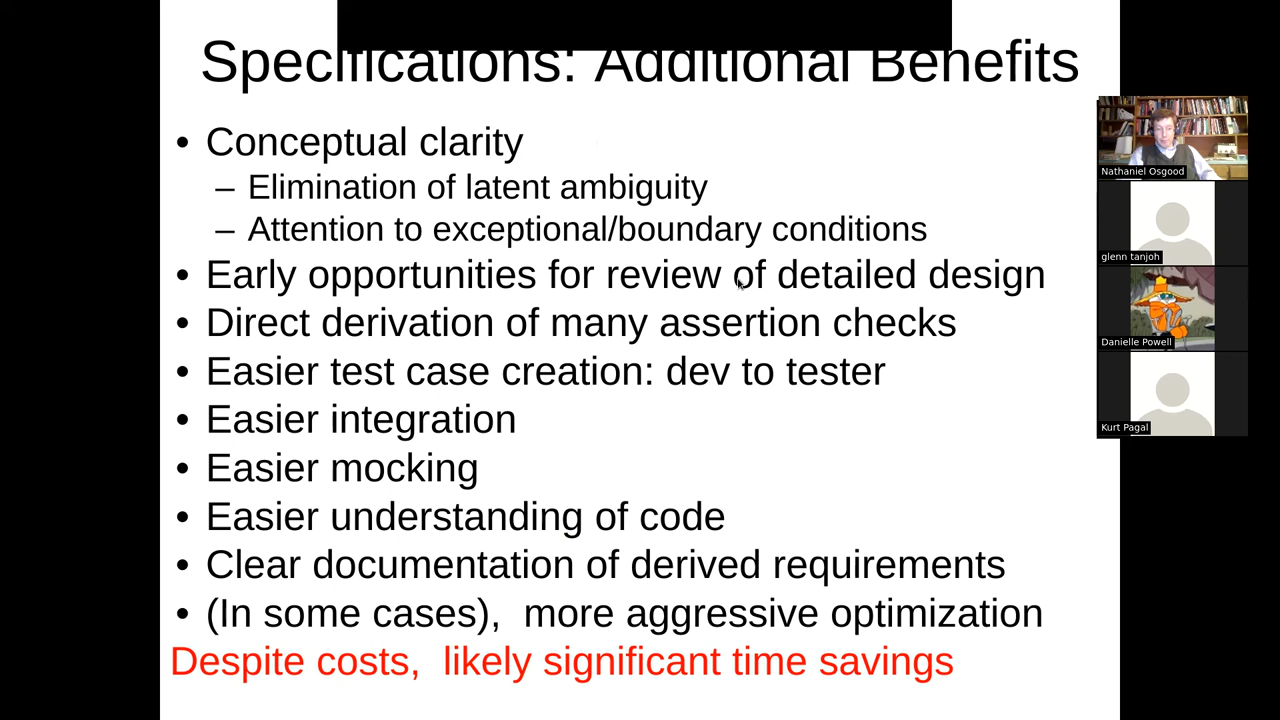 Specifications: Additional Benefits
• Conceptual clarity
– Elimination of latent ambiguity
– Attention to exceptional/boundary conditions
• Early opportunities for review of detailed design
• Direct derivation of many assertion checks
• Easier test case creation: dev to tester
• Easier integration
• Easier mocking
• Easier understanding of code
• Clear documentation of derived requirements
• (In some cases),  more aggressive optimization
Despite costs,  likely significant time savings
Nathaniel Osgood
glenn tanjoh
Danielle Powell
Kurt Pagal